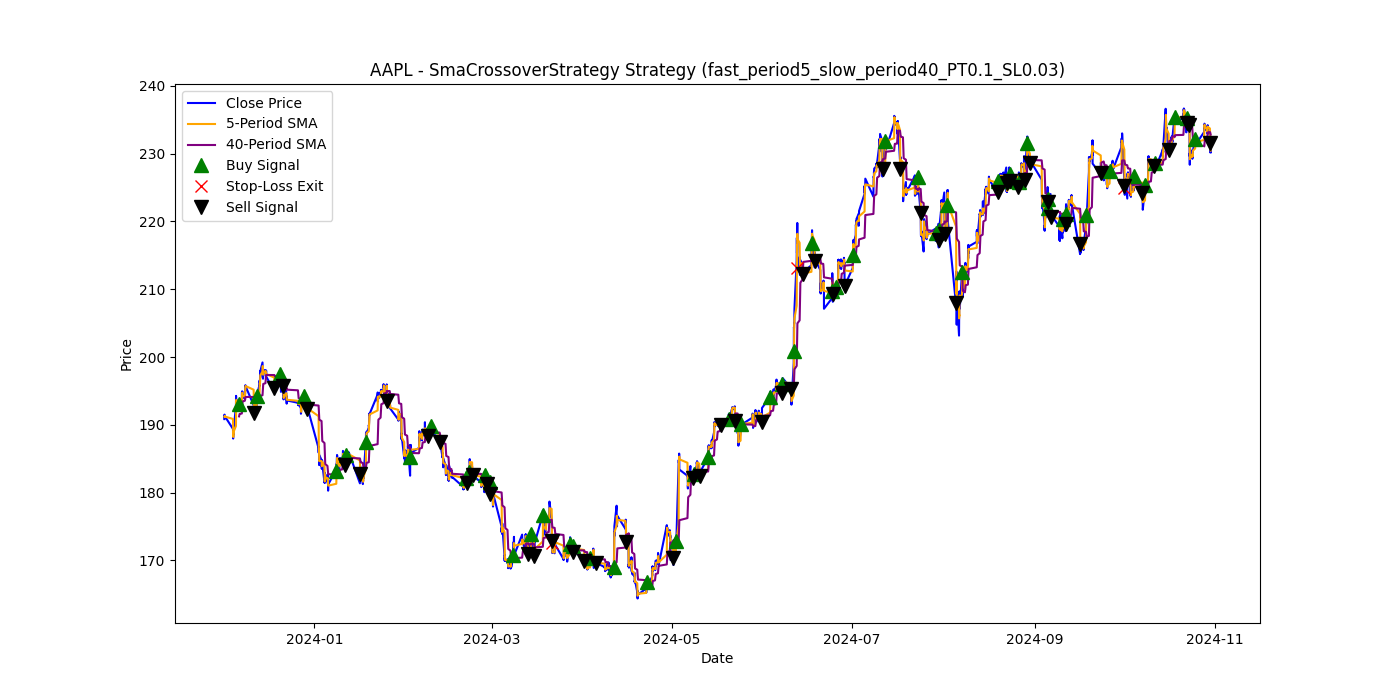 AAPL - SmaCrossoverStrategy Strategy (fast_period5_slow_period40_PT0.1_SL0.03)
Close Price
5-Period SMA
40-Period SMA
Buy Signal
Stop-Loss Exit
Sell Signal
Price
240
230
220
210
200
190
180
170
2024-01
2024-03
2024-05
2024-07
2024-09
2024-11
Date